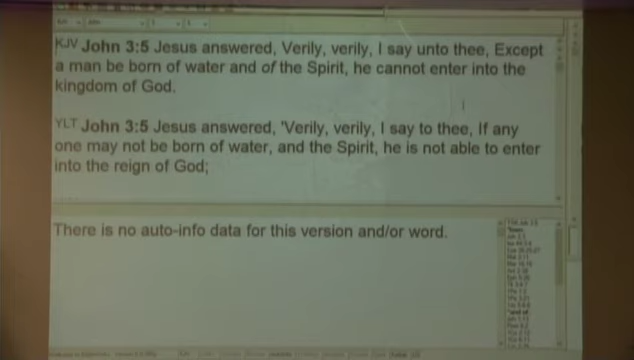 KJV John 3:5 Jesus answered, Verily, verily, I say unto thee, Except
a man be born of water and of the Spirit, he cannot enter into the
kingdom of God.
YLT John 3:5 Jesus answered, 'Verily, verily, I say to thee, If any
one may not be born of water, and the Spirit, he is not able to enter
into the reign of God;
There is no auto-info data for this version and/or word.